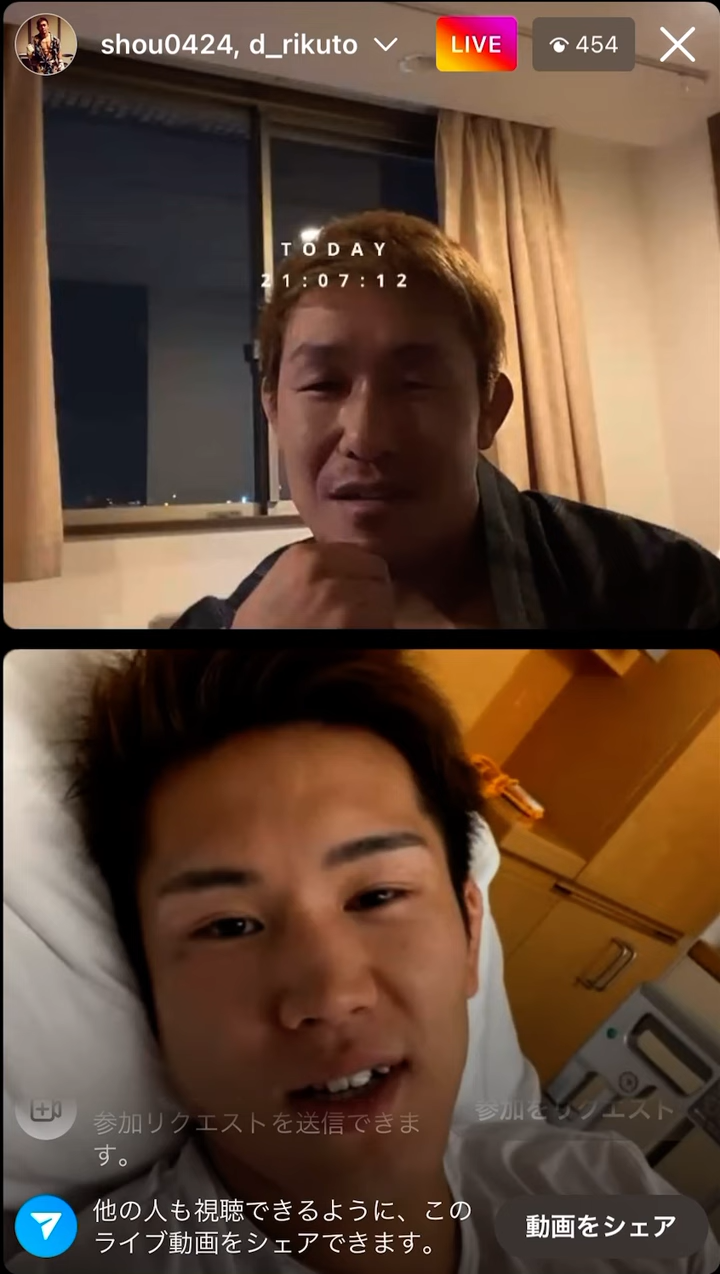 shou0424, d_rikuto
LIVE
454
TODAY
21:07:12
参加リクエストを送信できま
す。
参加をリクエスト
他の人も視聴できるように、この
ライブ動画をシェアできます。
動画をシェア